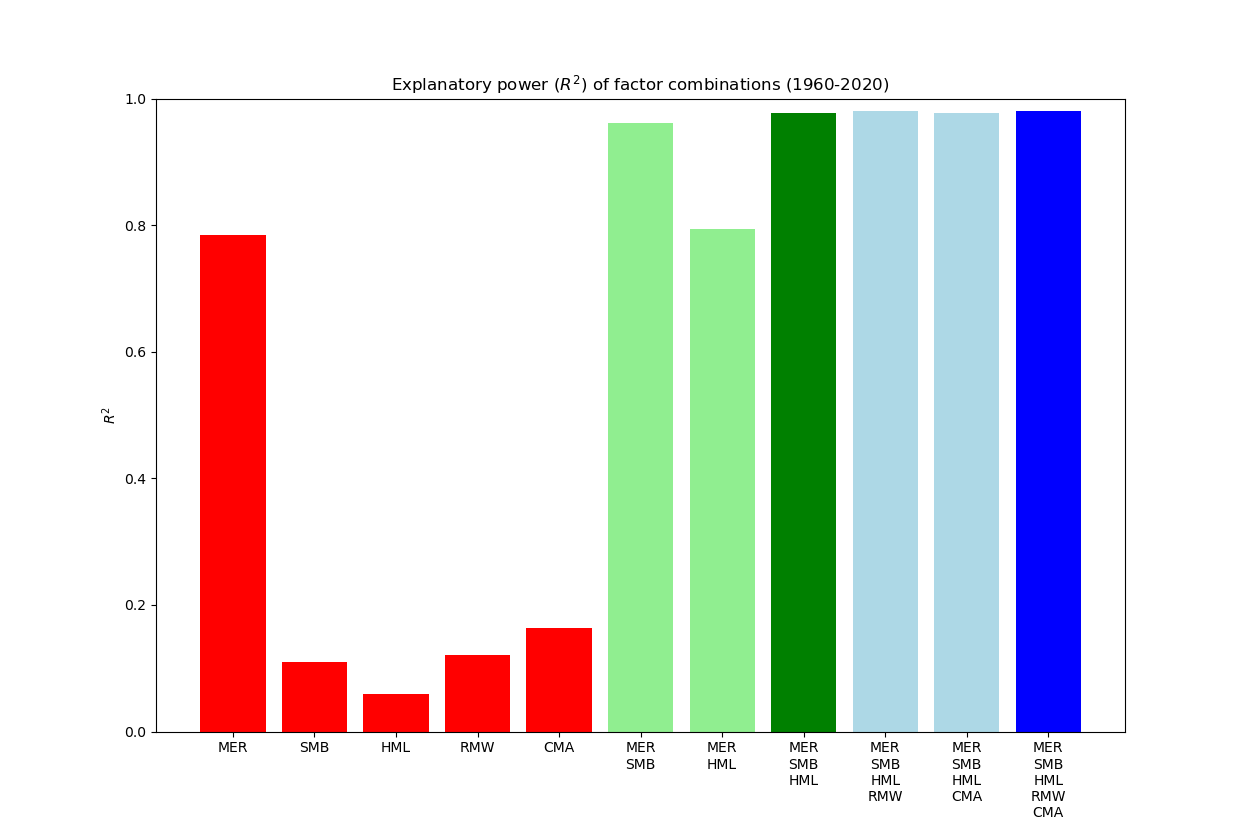 Explanatory power (R²) of factor combinations (1960-2020)
1.0
0.8
0.6
0.4
0.2
0.0
R²
MER
SMB
HML
RMW
CMA
MER
SMB
MER
HML
MER
SMB
HML
MER
SMB
HML
RMW
MER
SMB
HML
CMA
MER
SMB
HML
RMW
CMA